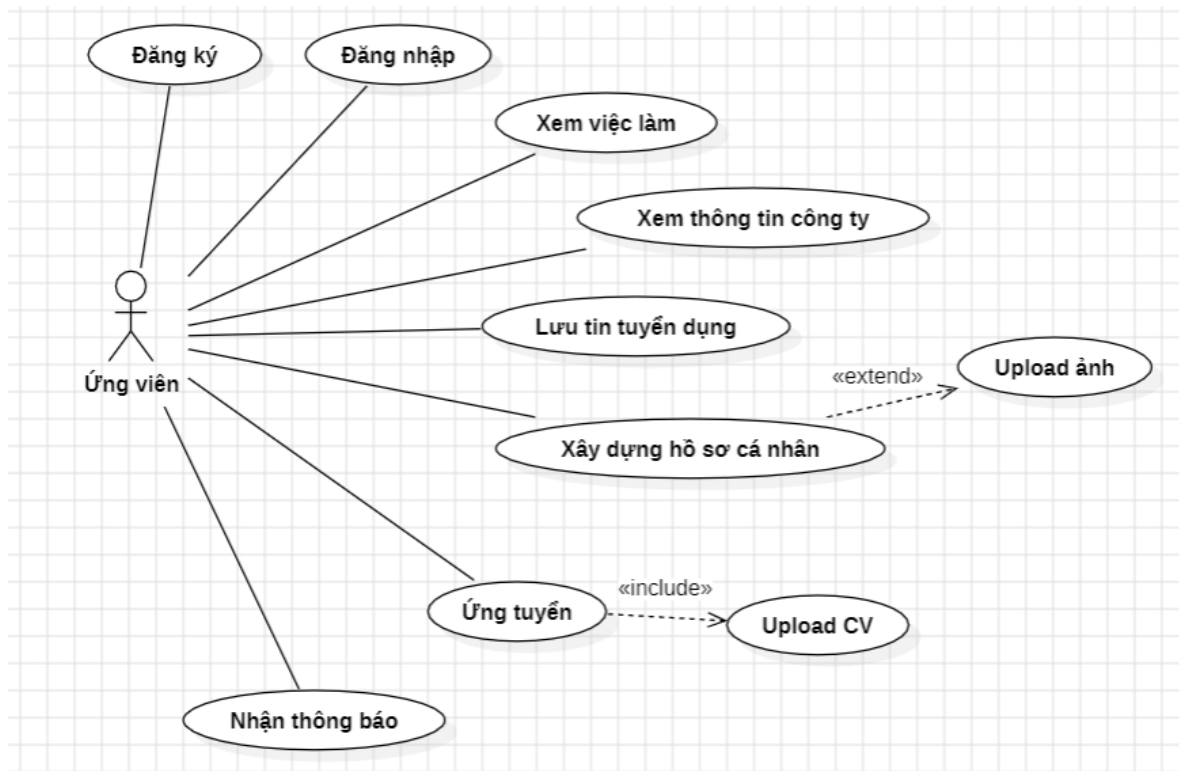 Đăng ký
Đăng nhập
Xem việc làm
Xem thông tin công ty
Lưu tin tuyển dụng
«extend»
Upload ảnh
Ứng viên
Xây dựng hồ sơ cá nhân
«include»
Ứng tuyển
Upload CV
Nhận thông báo